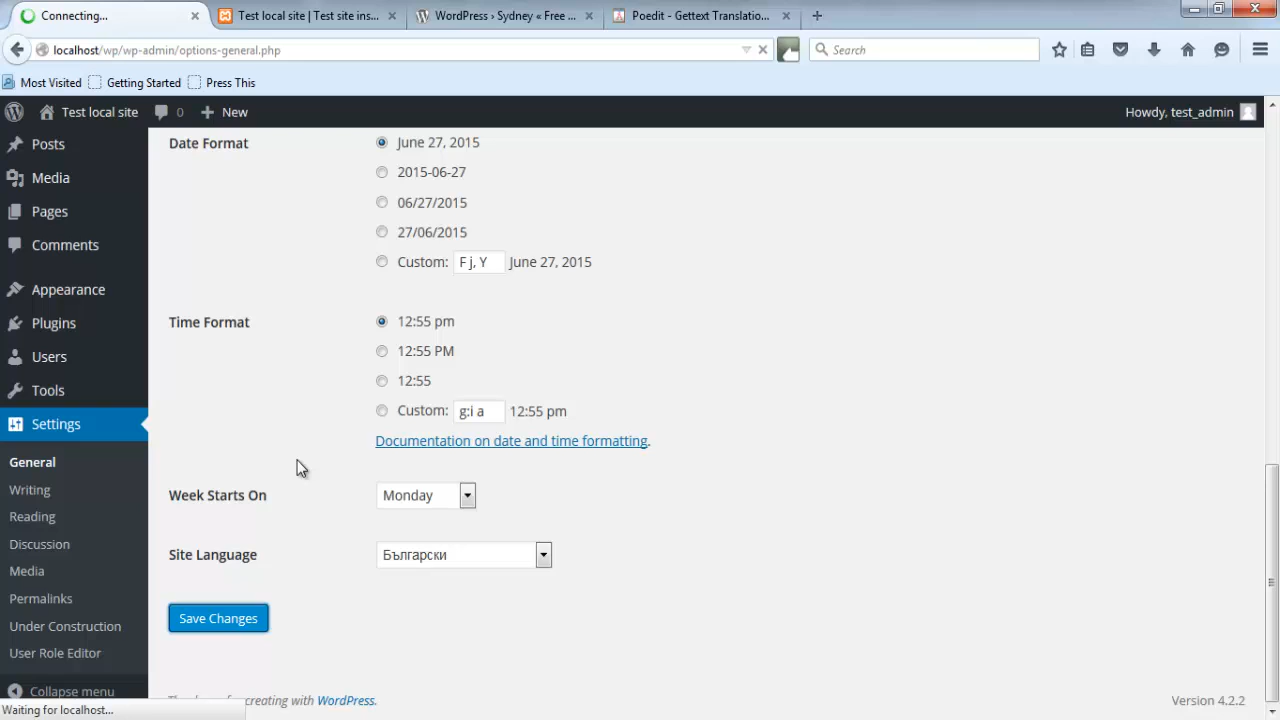 Connecting...
Test local site | Test site ins...
WordPress › Sydney « Free ...
Poedit - Gettext Translatio...
localhost/wp/wp-admin/options-general.php
Search
Most Visited
Getting Started
Press This
Test local site
0
New
Howdy, test_admin
Posts
Media
Pages
Comments
Appearance
Plugins
Users
Tools
Settings
General
Writing
Reading
Discussion
Media
Permalinks
Under Construction
User Role Editor
Collapse menu
Date Format
June 27, 2015
2015-06-27
06/27/2015
27/06/2015
Custom: F j, Y June 27, 2015
Time Format
12:55 pm
12:55 PM
12:55
Custom: g:i a 12:55 pm
Documentation on date and time formatting.
Week Starts On
Monday
Site Language
Български
Save Changes
creating with WordPress.
Version 4.2.2
Waiting for localhost...